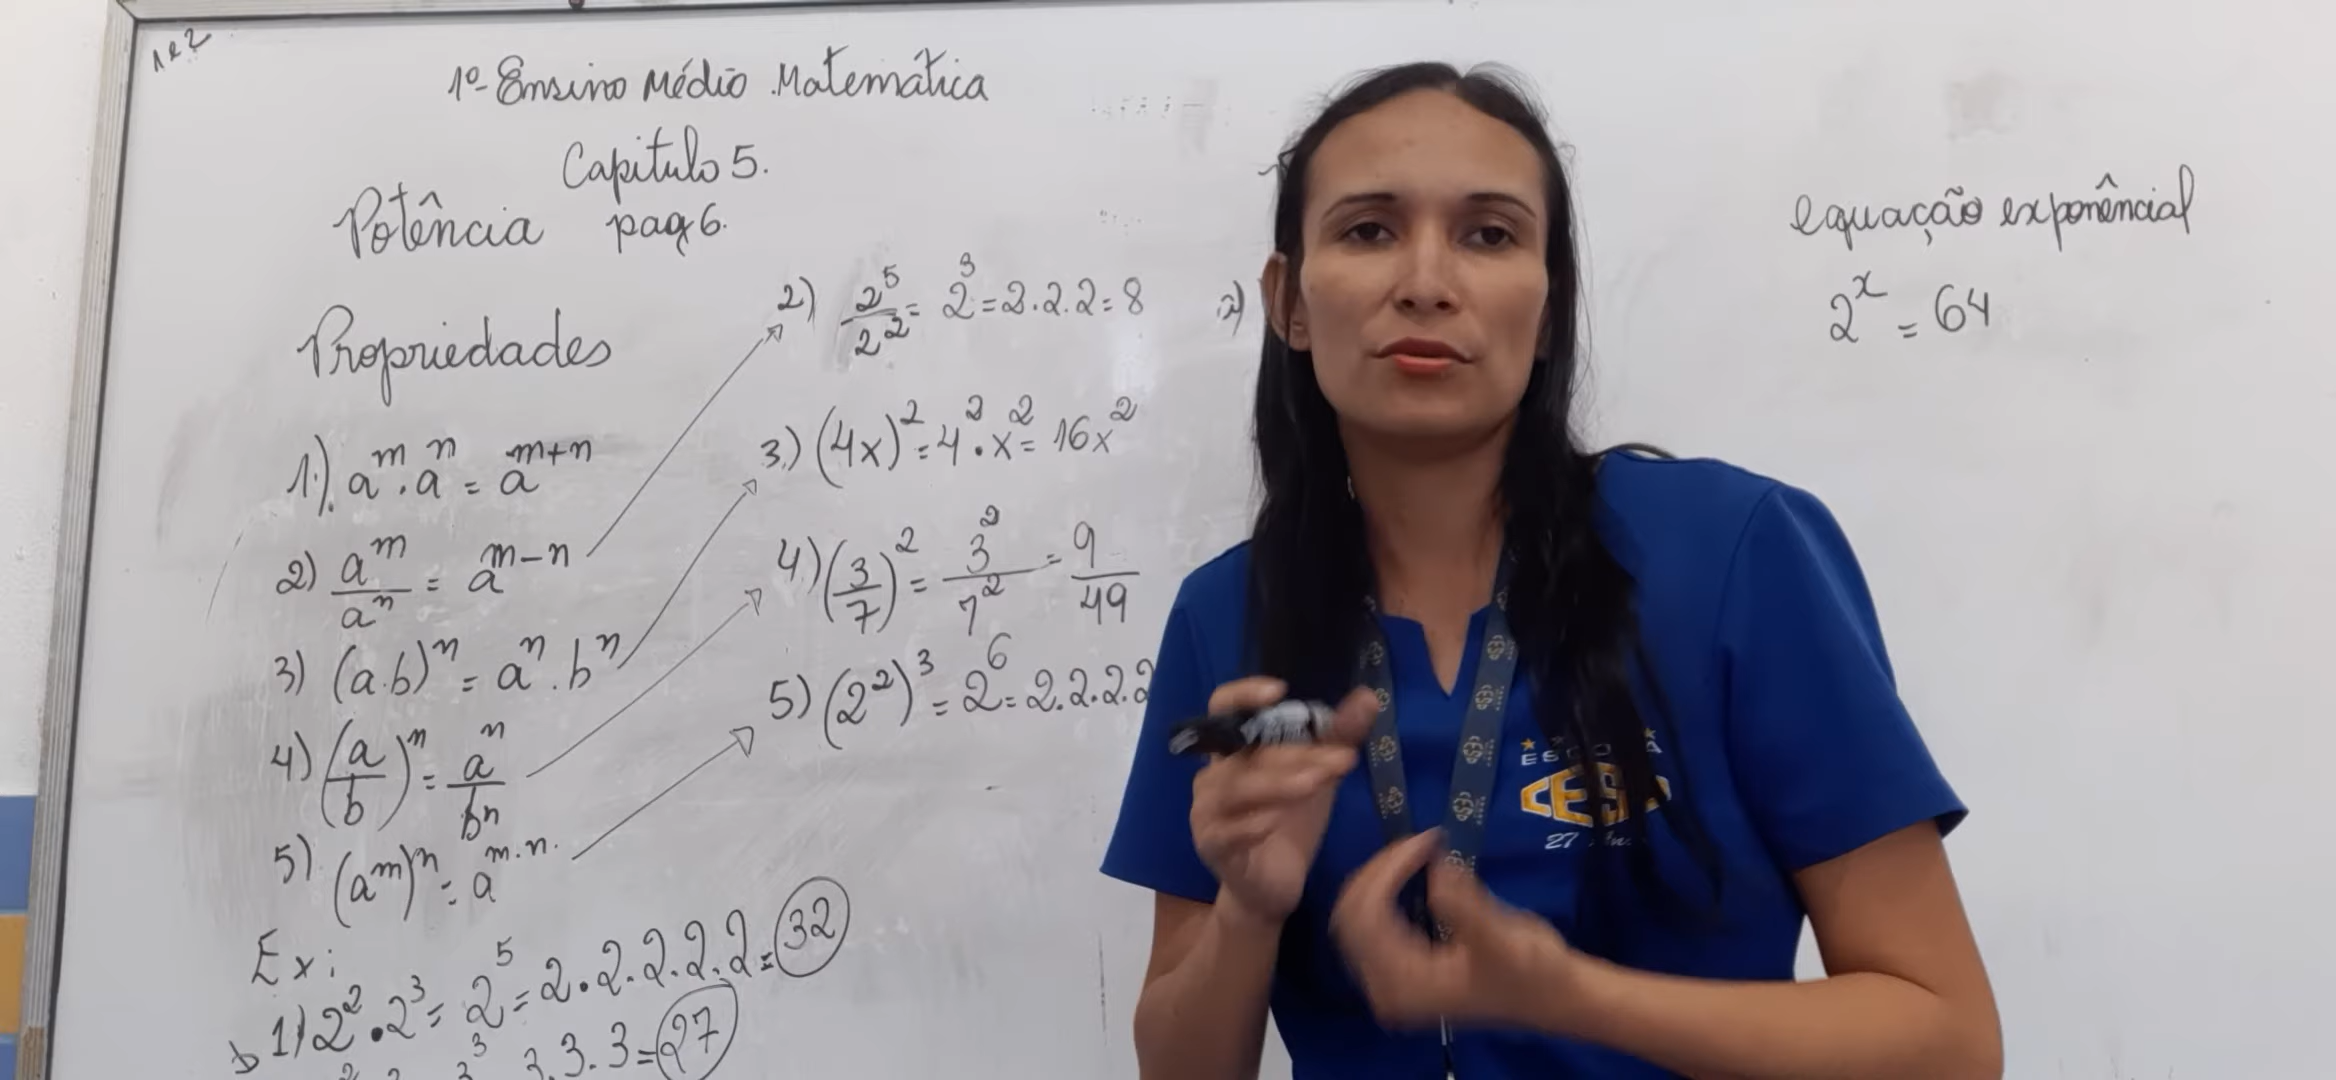 1 e 2
1º Ensino Médio Matemática
Capitulo 5.
Potência pag 6.
Propriedades
1) a^m . a^n = a^(m+n)
2) a^m / a^n = a^(m-n)
3) (a.b)^n = a^n . b^n
4) (a/b)^n = a^n / b^n
5) (a^m)^n = a^(m.n).
Ex:
1) 2^2 . 2^3 = 2^5 = 2.2.2.2.2 = 32
3.3.3 = 27
2) 2^5 / 2^2 = 2^3 = 2.2.2 = 8
3) (4x)^2 = 4^2 . x^2 = 16x^2
4) (3/7)^2 = 3^2 / 7^2 = 9/49
5) (2^2)^3 = 2^6 = 2.2.2.2
equação exponêncial
2^x = 64
CESA
27